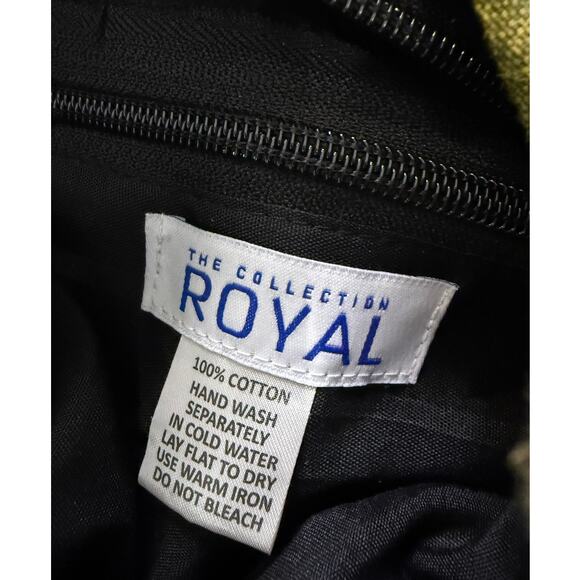 THE COLLECTION
ROYAL
100% COTTON
HAND WASH
SEPARATELY
IN COLD WATER
LAY FLAT TO DRY
USE WARM IRON
DO NOT BLEACH